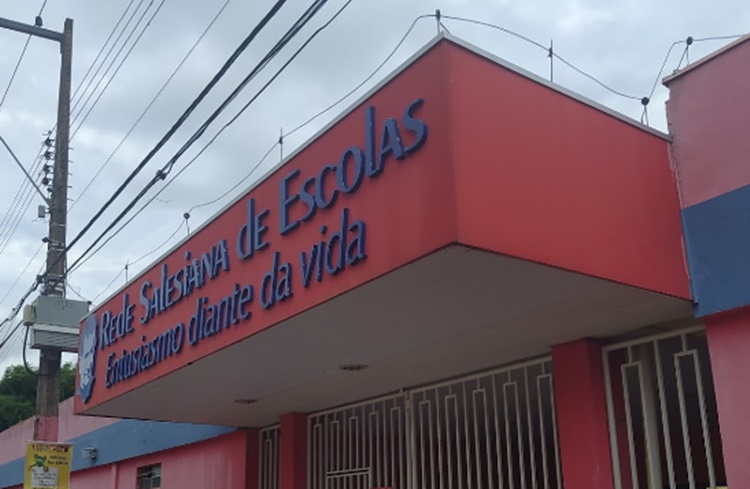 Rede Salesiana de Escolas
Entusiasmo diante da vida